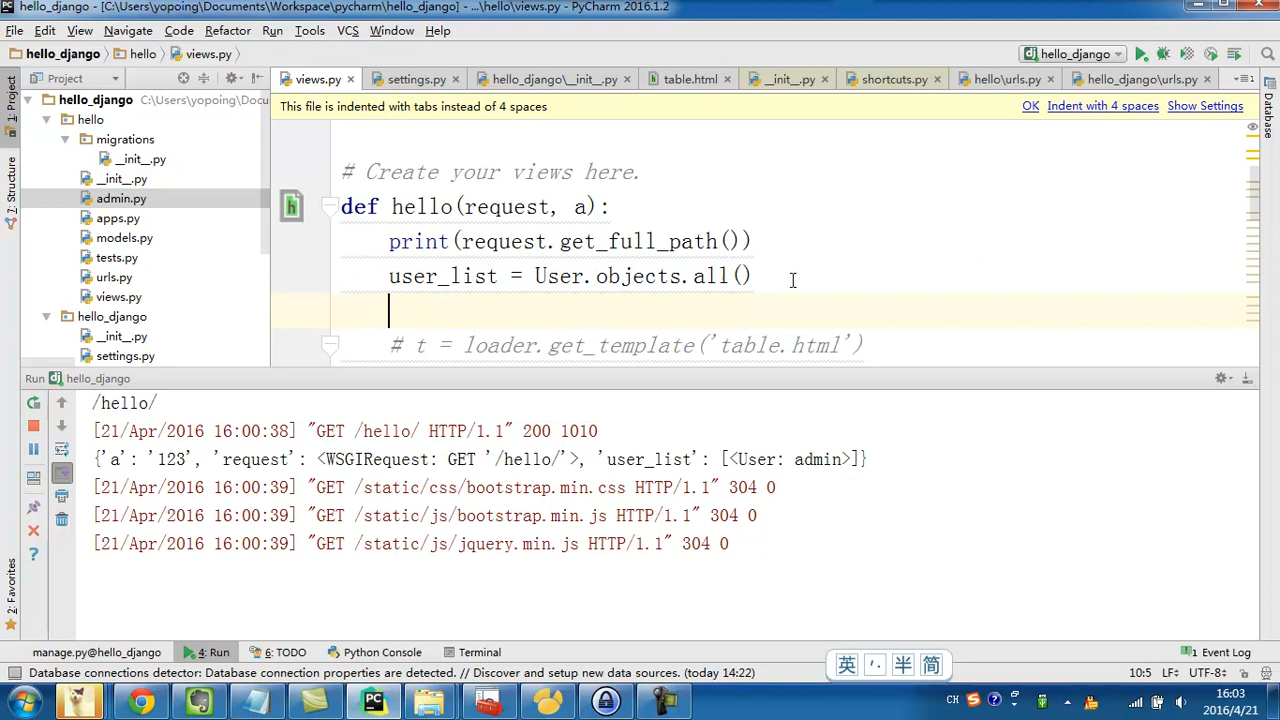 hello_django - [C:\Users\yopoing\Documents\Workspace\pycharm\hello_django] - ...\hello\views.py - PyCharm 2016.1.2
File Edit View Navigate Code Refactor Run Tools VCS Window Help
hello_django hello views.py
hello_django
Project
views.py settings.py hello_django\__init__.py table.html __init__.py shortcuts.py hello\urls.py hello_django\urls.py
1: Project
7: Structure
2: Favorites
Database
hello_django C:\Users\yopoing\Docu
hello
migrations
__init__.py
__init__.py
admin.py
apps.py
models.py
tests.py
urls.py
views.py
hello_django
__init__.py
settings.py
This file is indented with tabs instead of 4 spaces OK Indent with 4 spaces Show Settings
# Create your views here.
def hello(request, a):
print(request.get_full_path())
user_list = User.objects.all()
# t = loader.get_template('table.html')
Run hello_django
/hello/
[21/Apr/2016 16:00:38] "GET /hello/ HTTP/1.1" 200 1010
{'a': '123', 'request': <WSGIRequest: GET '/hello/'>, 'user_list': [<User: admin>]}
[21/Apr/2016 16:00:39] "GET /static/css/bootstrap.min.css HTTP/1.1" 304 0
[21/Apr/2016 16:00:39] "GET /static/js/bootstrap.min.js HTTP/1.1" 304 0
[21/Apr/2016 16:00:39] "GET /static/js/jquery.min.js HTTP/1.1" 304 0
manage.py@hello_django 4: Run 6: TODO Python Console Terminal 1 Event Log
英 半 简
Database connections detector: Database connection properties are detected. // Discover and setup new data sources. (today 14:22) 10:5 LF÷ UTF-8÷
CH
16:03
2016/4/21